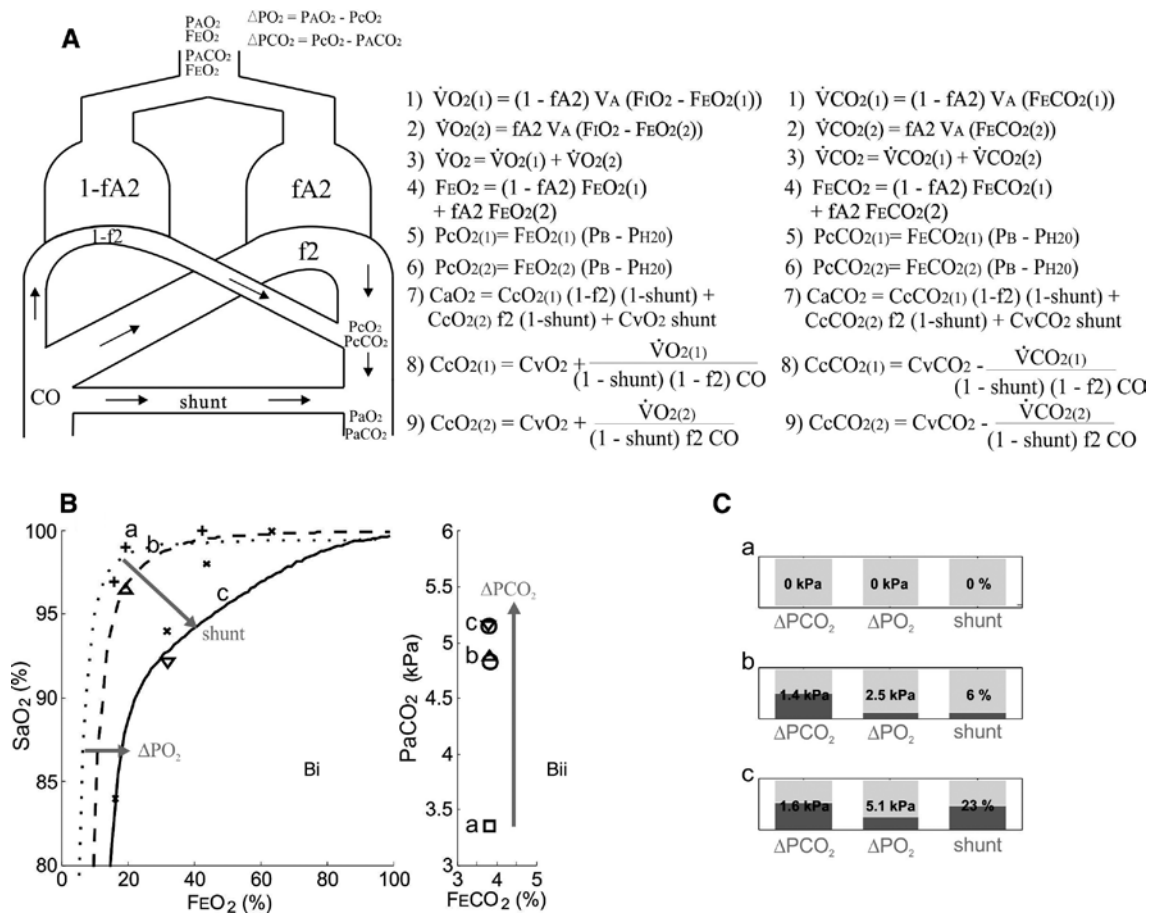 A
PAO₂
FEO₂
PACO₂
FEO₂
△PO₂ = PAO₂ - PcO₂
△PCO₂ = PcO₂ - PACO₂
1-fA2
fA2
1-f2
f2
PcO₂
PcCO₂
CO
shunt
PaO₂
PaCO₂
1) V̇O₂(1) = (1 - fA2) VA (FIO₂ - FEO₂(1))
2) V̇O₂(2) = fA2 VA (FIO₂ - FEO₂(2))
3) V̇O₂ = V̇O₂(1) + V̇O₂(2)
4) FEO₂ = (1 - fA2) FEO₂(1)
+ fA2 FEO₂(2)
5) PcO₂(1)= FEO₂(1) (PB - PH20)
6) PcO₂(2)= FEO₂(2) (PB - PH20)
7) CaO₂ = CcO₂(1) (1-f2) (1-shunt) +
CcO₂(2) f2 (1-shunt) + CvO₂ shunt
8) CcO₂(1) = CvO₂ + V̇O₂(1)
(1 - shunt) (1 - f2) CO
9) CcO₂(2) = CvO₂ + V̇O₂(2)
(1 - shunt) f2 CO
1) V̇CO₂(1) = (1 - fA2) VA (FECO₂(1))
2) V̇CO₂(2) = fA2 VA (FECO₂(2))
3) V̇CO₂ = V̇CO₂(1) + V̇CO₂(2)
4) FECO₂ = (1 - fA2) FECO₂(1)
+ fA2 FECO₂(2)
5) PcCO₂(1)= FECO₂(1) (PB - PH20)
6) PcCO₂(2)= FECO₂(2) (PB - PH20)
7) CaCO₂ = CcCO₂(1) (1-f2) (1-shunt) +
CcCO₂(2) f2 (1-shunt) + CvCO₂ shunt
8) CcCO₂(1) = CvCO₂ - V̇CO₂(1)
(1 - shunt) (1 - f2) CO
9) CcCO₂(2) = CvCO₂ - V̇CO₂(2)
(1 - shunt) f2 CO
B
100
95
90
85
80
SaO₂ (%)
a
b
c
shunt
ΔPO₂
Bi
0 20 40 60 80 100
FEO₂ (%)
6
5.5
5
4.5
4
3.5
3
PaCO₂ (kPa)
ΔPCO₂
c
b
a
Bii
3 4 5
FECO₂ (%)
C
a
0 kPa 0 kPa 0 %
ΔPCO₂ ΔPO₂ shunt
b
1.4 kPa 2.5 kPa 6 %
ΔPCO₂ ΔPO₂ shunt
c
1.6 kPa 5.1 kPa 23 %
ΔPCO₂ ΔPO₂ shunt